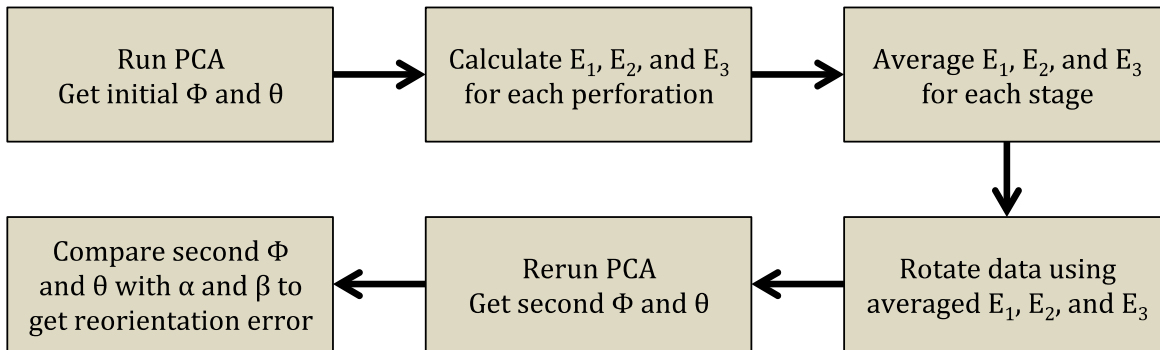 Run PCA
Get initial Φ and θ
Calculate E₁, E₂, and E₃
for each perforation
Average E₁, E₂, and E₃
for each stage
Rotate data using
averaged E₁, E₂, and E₃
Rerun PCA
Get second Φ and θ
Compare second Φ
and θ with α and β to
get reorientation error